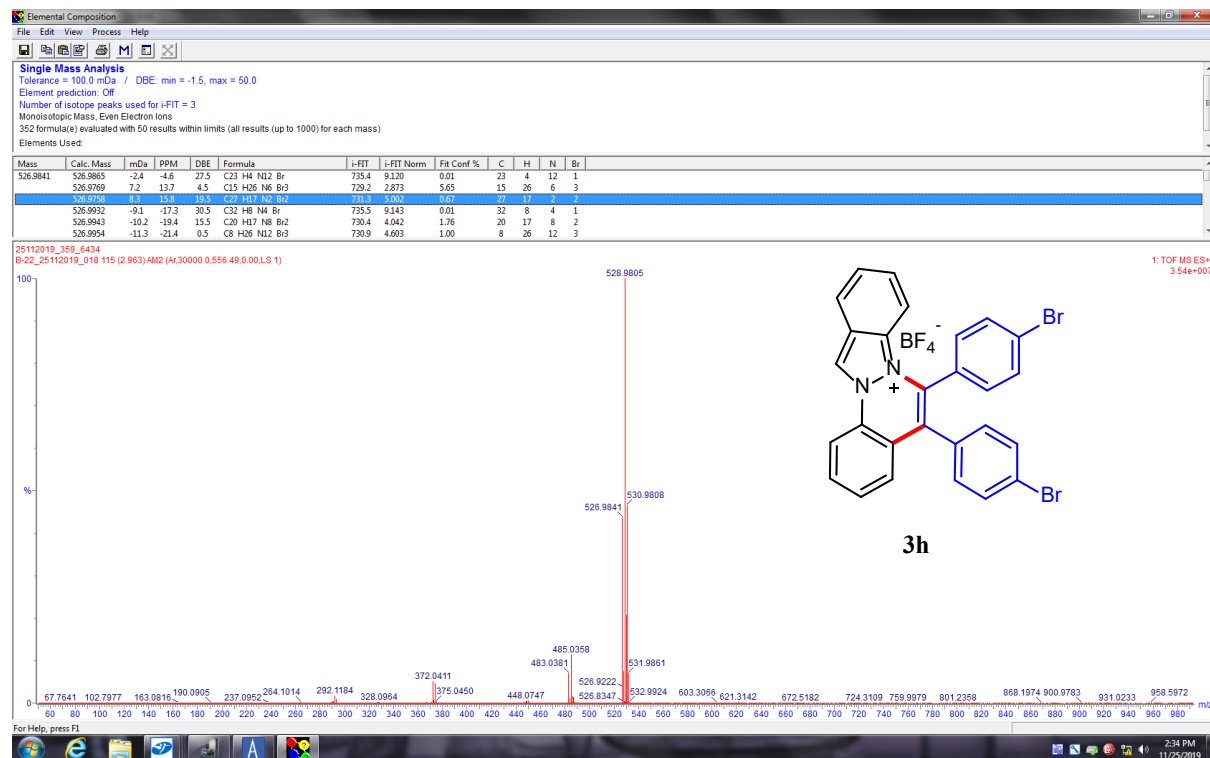 Elemental Composition
File Edit View Process Help
Single Mass Analysis
Tolerance = 100.0 mDa / DBE: min = -1.5, max = 50.0
Element prediction: Off
Number of isotope peaks used for i-FIT = 3
Monoisotopic Mass, Even Electron Ions
352 formula(e) evaluated with 50 results within limits (all results (up to 1000) for each mass)
Elements Used:
Mass Calc. Mass mDa PPM DBE Formula i-FIT i-FIT Norm Fit Conf % C H N Br
526.9841 526.9865 -2.4 -4.6 27.5 C23 H4 N12 Br 735.4 9.120 0.01 23 4 12 1
526.9769 7.2 13.7 4.5 C15 H26 N6 Br3 729.2 2.873 5.65 15 26 6 3
526.9758 8.3 15.8 19.5 C27 H17 N2 Br2 731.3 5.002 0.67 27 17 2 2
526.9932 -9.1 -17.3 30.5 C32 H8 N4 Br 735.5 9.143 0.01 32 8 4 1
526.9943 -10.2 -19.4 15.5 C20 H17 N8 Br2 730.4 4.042 1.76 20 17 8 2
526.9954 -11.3 -21.4 0.5 C8 H26 N12 Br3 730.9 4.603 1.00 8 26 12 3
25112019_359_6434
B-22_25112019_018 115 (2.963) AM2 (Ar,30000.0,556.49,0.00,LS 1)
1: TOF MS ES+
3.54e+007
100
528.9805
Br
BF4 -
N
N
+
%
530.9808
526.9841
Br
3h
485.0358
483.0381
531.9861
372.0411
526.9222
375.0450
292.1184
448.0747
526.8347
532.9924
67.7641 102.7977 163.0816 190.0905 237.0952 264.1014 328.0964 603.3066 621.3142 672.5182 724.3109 759.9979 801.2358 868.1974 900.9783 931.0233 958.5972
0
m/z
60 80 100 120 140 160 180 200 220 240 260 280 300 320 340 360 380 400 420 440 460 480 500 520 540 560 580 600 620 640 660 680 700 720 740 760 780 800 820 840 860 880 900 920 940 960 980
For Help, press F1
2:34 PM
11/25/2019